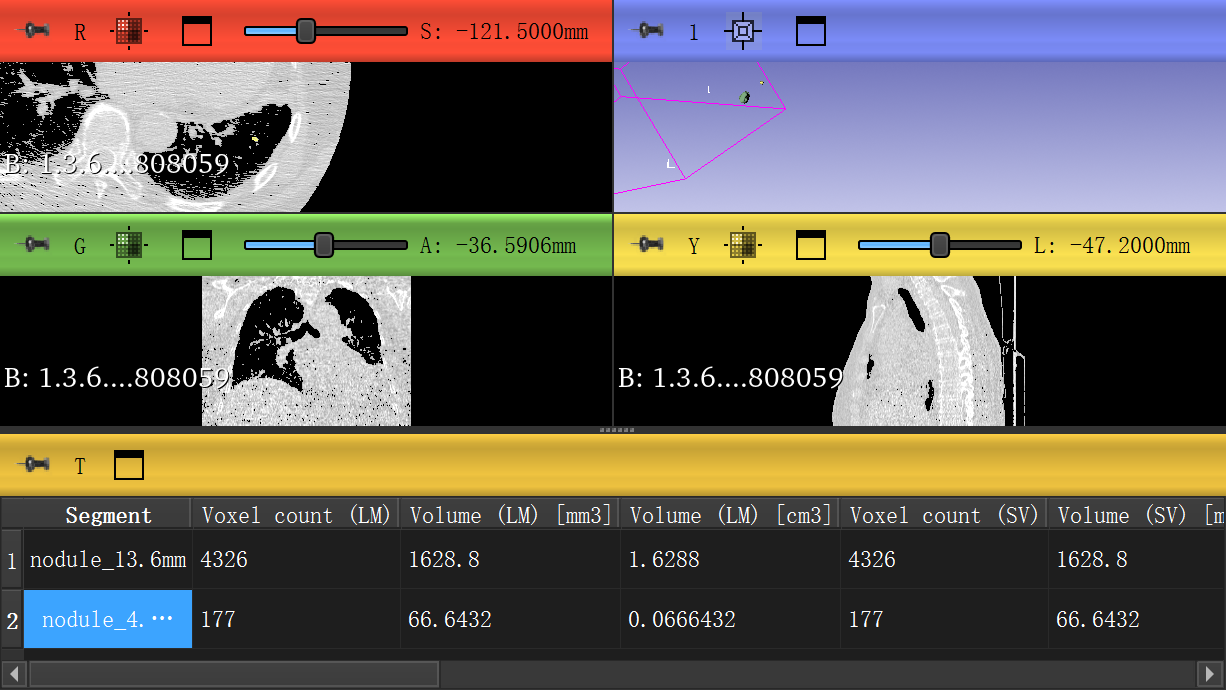 R S: -121.5000mm
1
B: 1.3.6....808059
L
L
G A: -36.5906mm
Y L: -47.2000mm
B: 1.3.6....808059
B: 1.3.6....808059
T
Segment Voxel count (LM) Volume (LM) [mm3] Volume (LM) [cm3] Voxel count (SV) Volume (SV) [m
1 nodule_13.6mm 4326 1628.8 1.6288 4326 1628.8
2 nodule_4.… 177 66.6432 0.0666432 177 66.6432